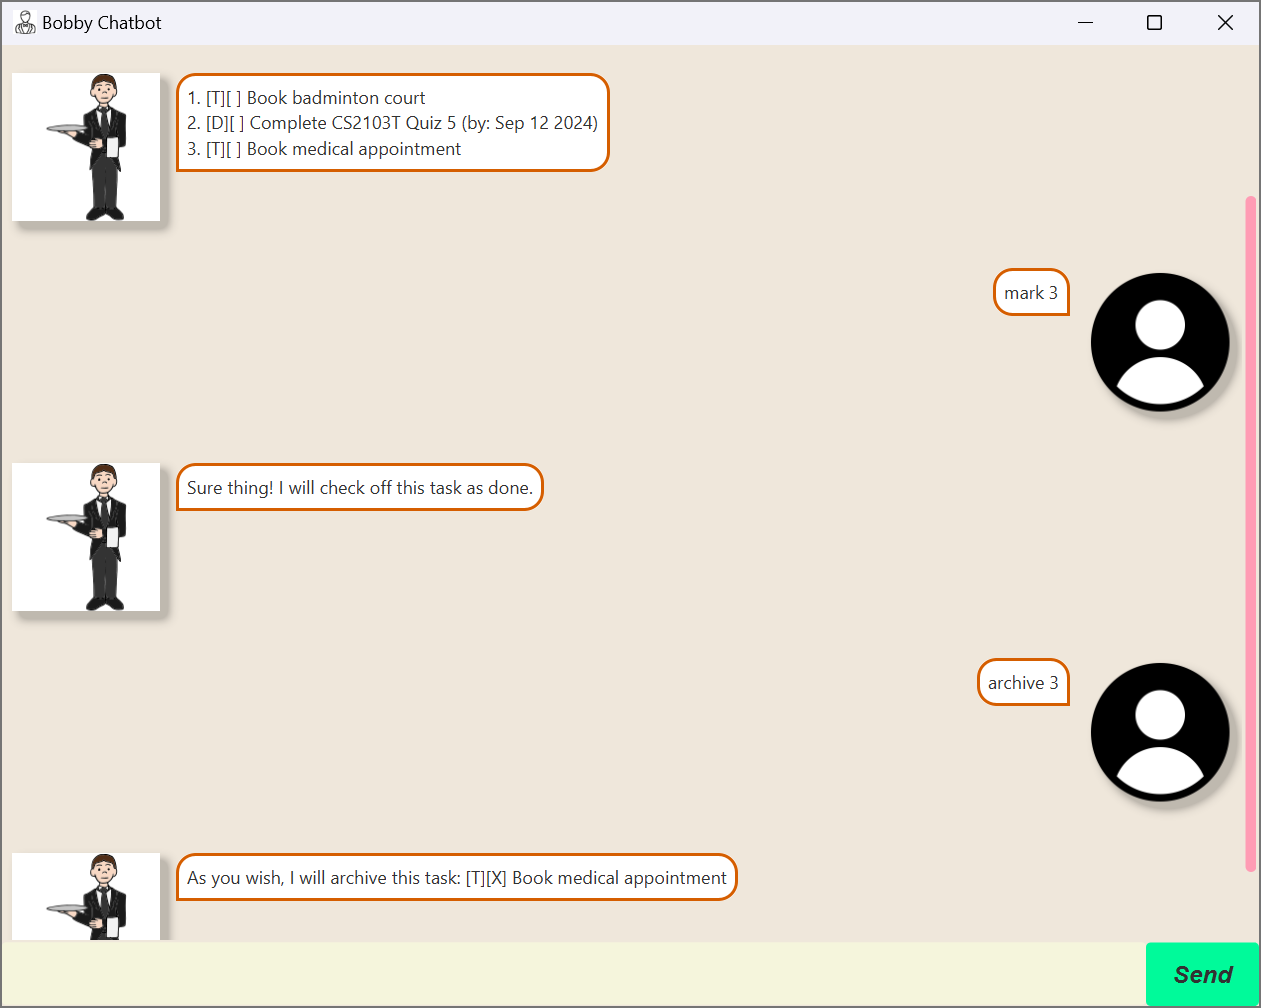 Bobby Chatbot
1. [T][ ] Book badminton court
2. [D][ ] Complete CS2103T Quiz 5 (by: Sep 12 2024)
3. [T][ ] Book medical appointment
mark 3
Sure thing! I will check off this task as done.
archive 3
As you wish, I will archive this task: [T][X] Book medical appointment
Send